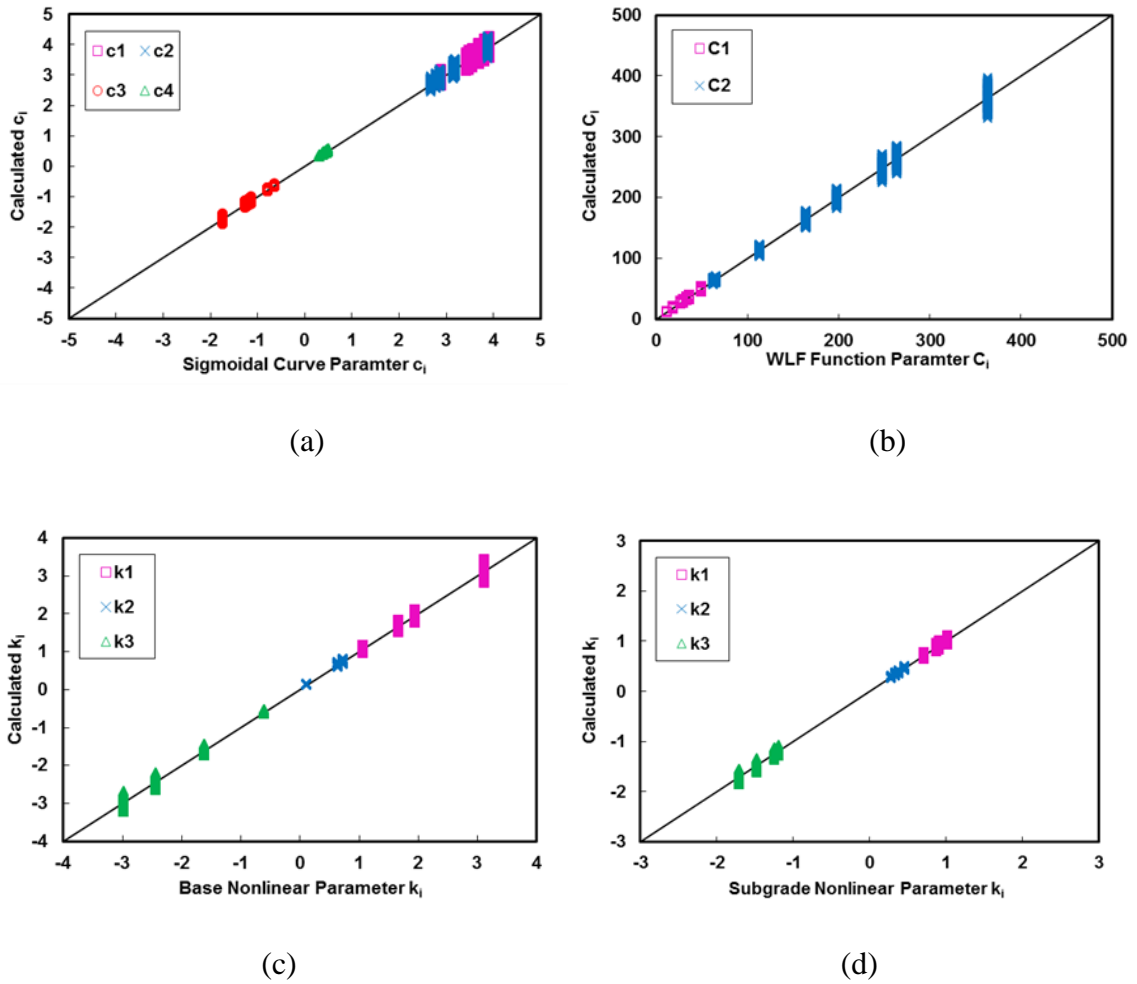 5
4
3
2
1
0
-1
-2
-3
-4
-5
Calculated ci
c1 c2
c3 c4
-5 -4 -3 -2 -1 0 1 2 3 4 5
Sigmoidal Curve Paramter ci
(a)
500
400
300
200
100
0
Calculated Ci
C1
C2
0 100 200 300 400 500
WLF Function Paramter Ci
(b)
4
3
2
1
0
-1
-2
-3
-4
Calculated ki
k1
k2
k3
-4 -3 -2 -1 0 1 2 3 4
Base Nonlinear Parameter ki
(c)
3
2
1
0
-1
-2
-3
Calculated ki
k1
k2
k3
-3 -2 -1 0 1 2 3
Subgrade Nonlinear Parameter ki
(d)